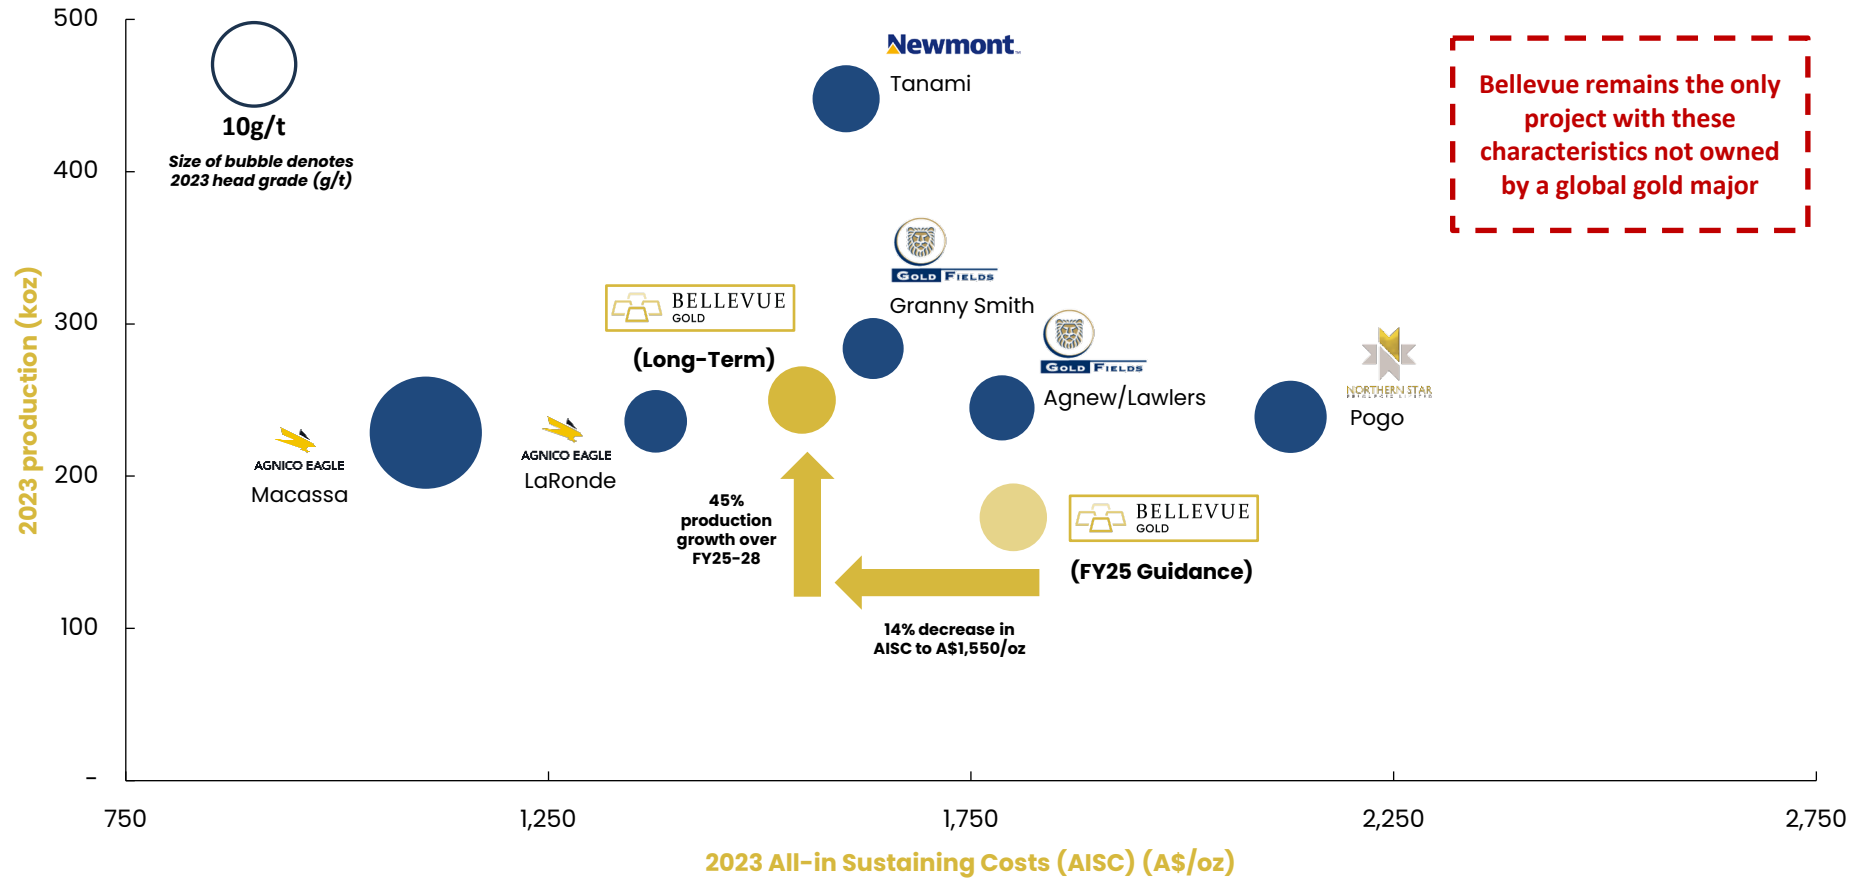 500
400
300
200
100
–
2023 production (koz)
10g/t
Size of bubble denotes
2023 head grade (g/t)
Newmont
Tanami
Bellevue remains the only
project with these
characteristics not owned
by a global gold major
GOLD FIELDS
Granny Smith
BELLEVUE
GOLD
(Long-Term)
GOLD FIELDS
Agnew/Lawlers
NORTHERN STAR
Pogo
AGNICO EAGLE
Macassa
AGNICO EAGLE
LaRonde
45%
production
growth over
FY25-28
BELLEVUE
GOLD
(FY25 Guidance)
14% decrease in
AISC to A$1,550/oz
750
1,250
1,750
2,250
2,750
2023 All-in Sustaining Costs (AISC) (A$/oz)